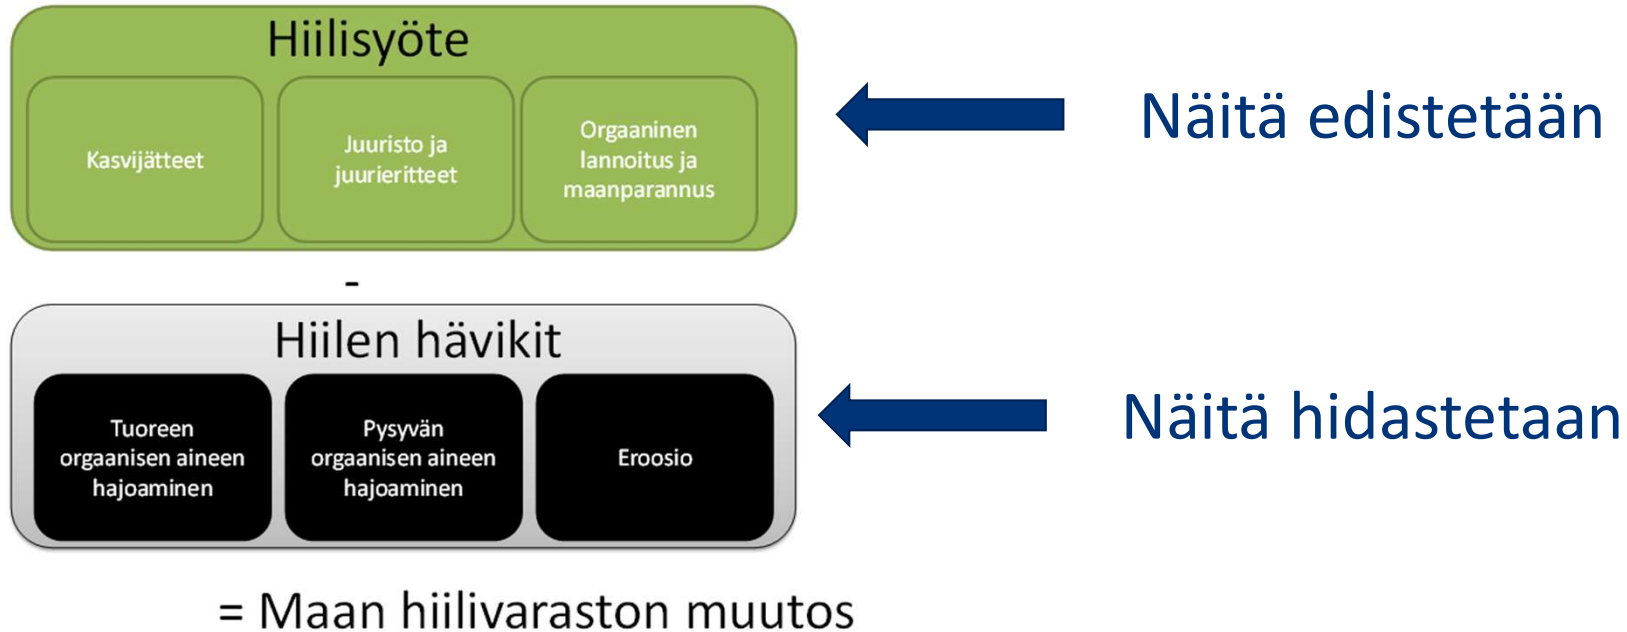 Hiilisyöte
Kasvijätteet
Juuristo ja
juurieritteet
Orgaaninen
lannoitus ja
maanparannus
Näitä edistetään
-
Hiilen hävikit
Tuoreen
orgaanisen aineen
hajoaminen
Pysyvän
orgaanisen aineen
hajoaminen
Eroosio
Näitä hidastetaan
= Maan hiilivaraston muutos